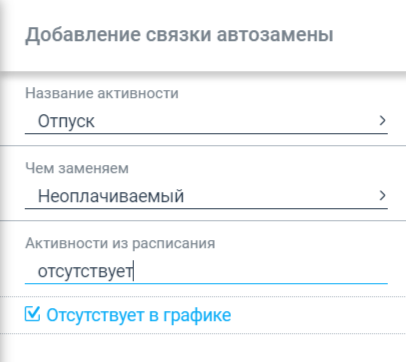 Добавление связки автозамены
Название активности
Отпуск
Чем заменяем
Неоплачиваемый
Активности из расписания
отсутствует
Отсутствует в графике